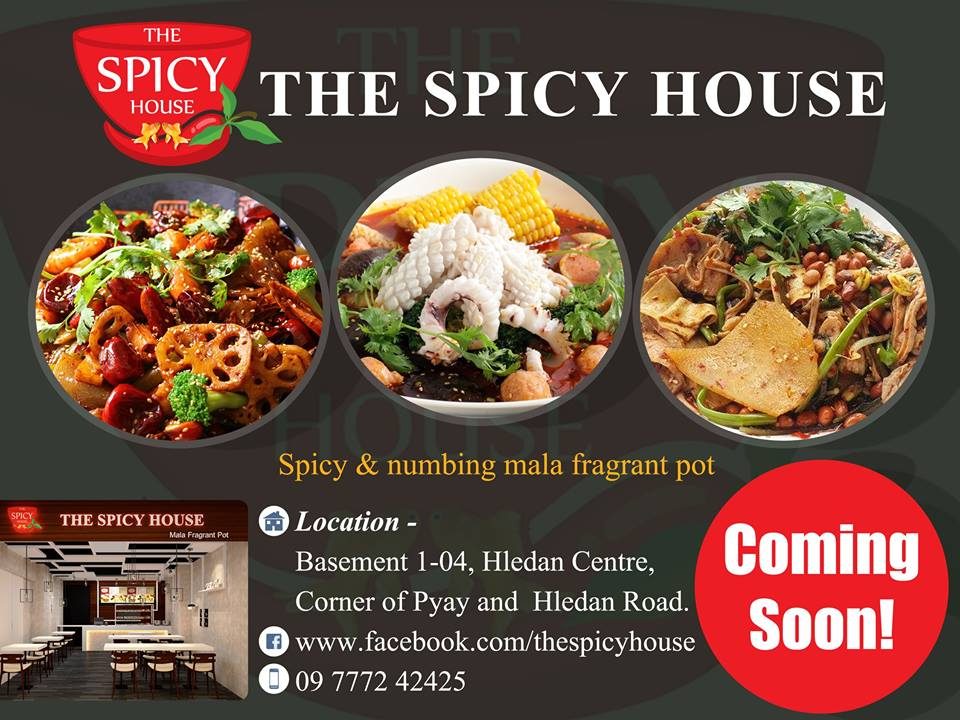 THE
SPICY
HOUSE
THE SPICY HOUSE
Spicy & numbing mala fragrant pot
THE SPICY HOUSE
Mala Fragrant Pot
Location -
Basement 1-04, Hledan Centre,
Corner of Pyay and Hledan Road.
www.facebook.com/thespicyhouse
09 7772 42425
Coming
Soon!